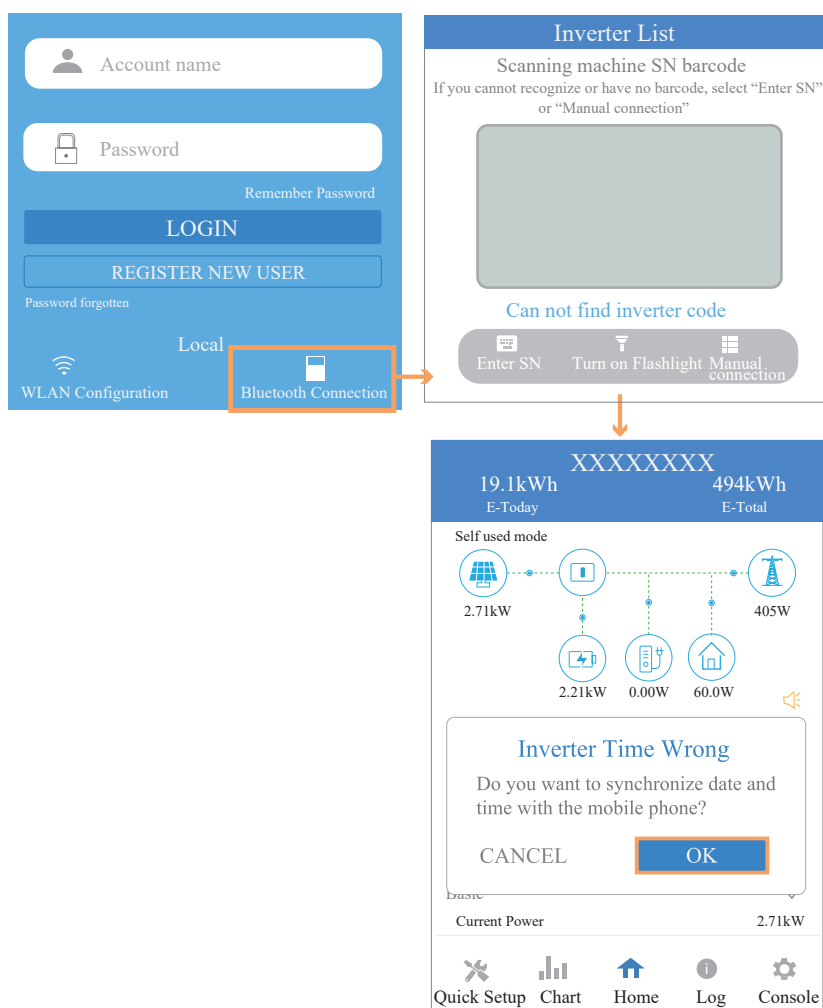 Account name
Password
Remember Password
LOGIN
REGISTER NEW USER
Password forgotten
Local
WLAN Configuration
Bluetooth Connection
Inverter List
Scanning machine SN barcode
If you cannot recognize or have no barcode, select “Enter SN”
or “Manual connection”
Can not find inverter code
Enter SN
Turn on Flashlight
Manual
connection
XXXXXXXX
19.1kWh
494kWh
E-Today
E-Total
Self used mode
2.71kW
405W
2.21kW
0.00W
60.0W
Inverter Time Wrong
Do you want to synchronize date and
time with the mobile phone?
CANCEL
OK
Basic
Current Power
2.71kW
Quick Setup
Chart
Home
Log
Console